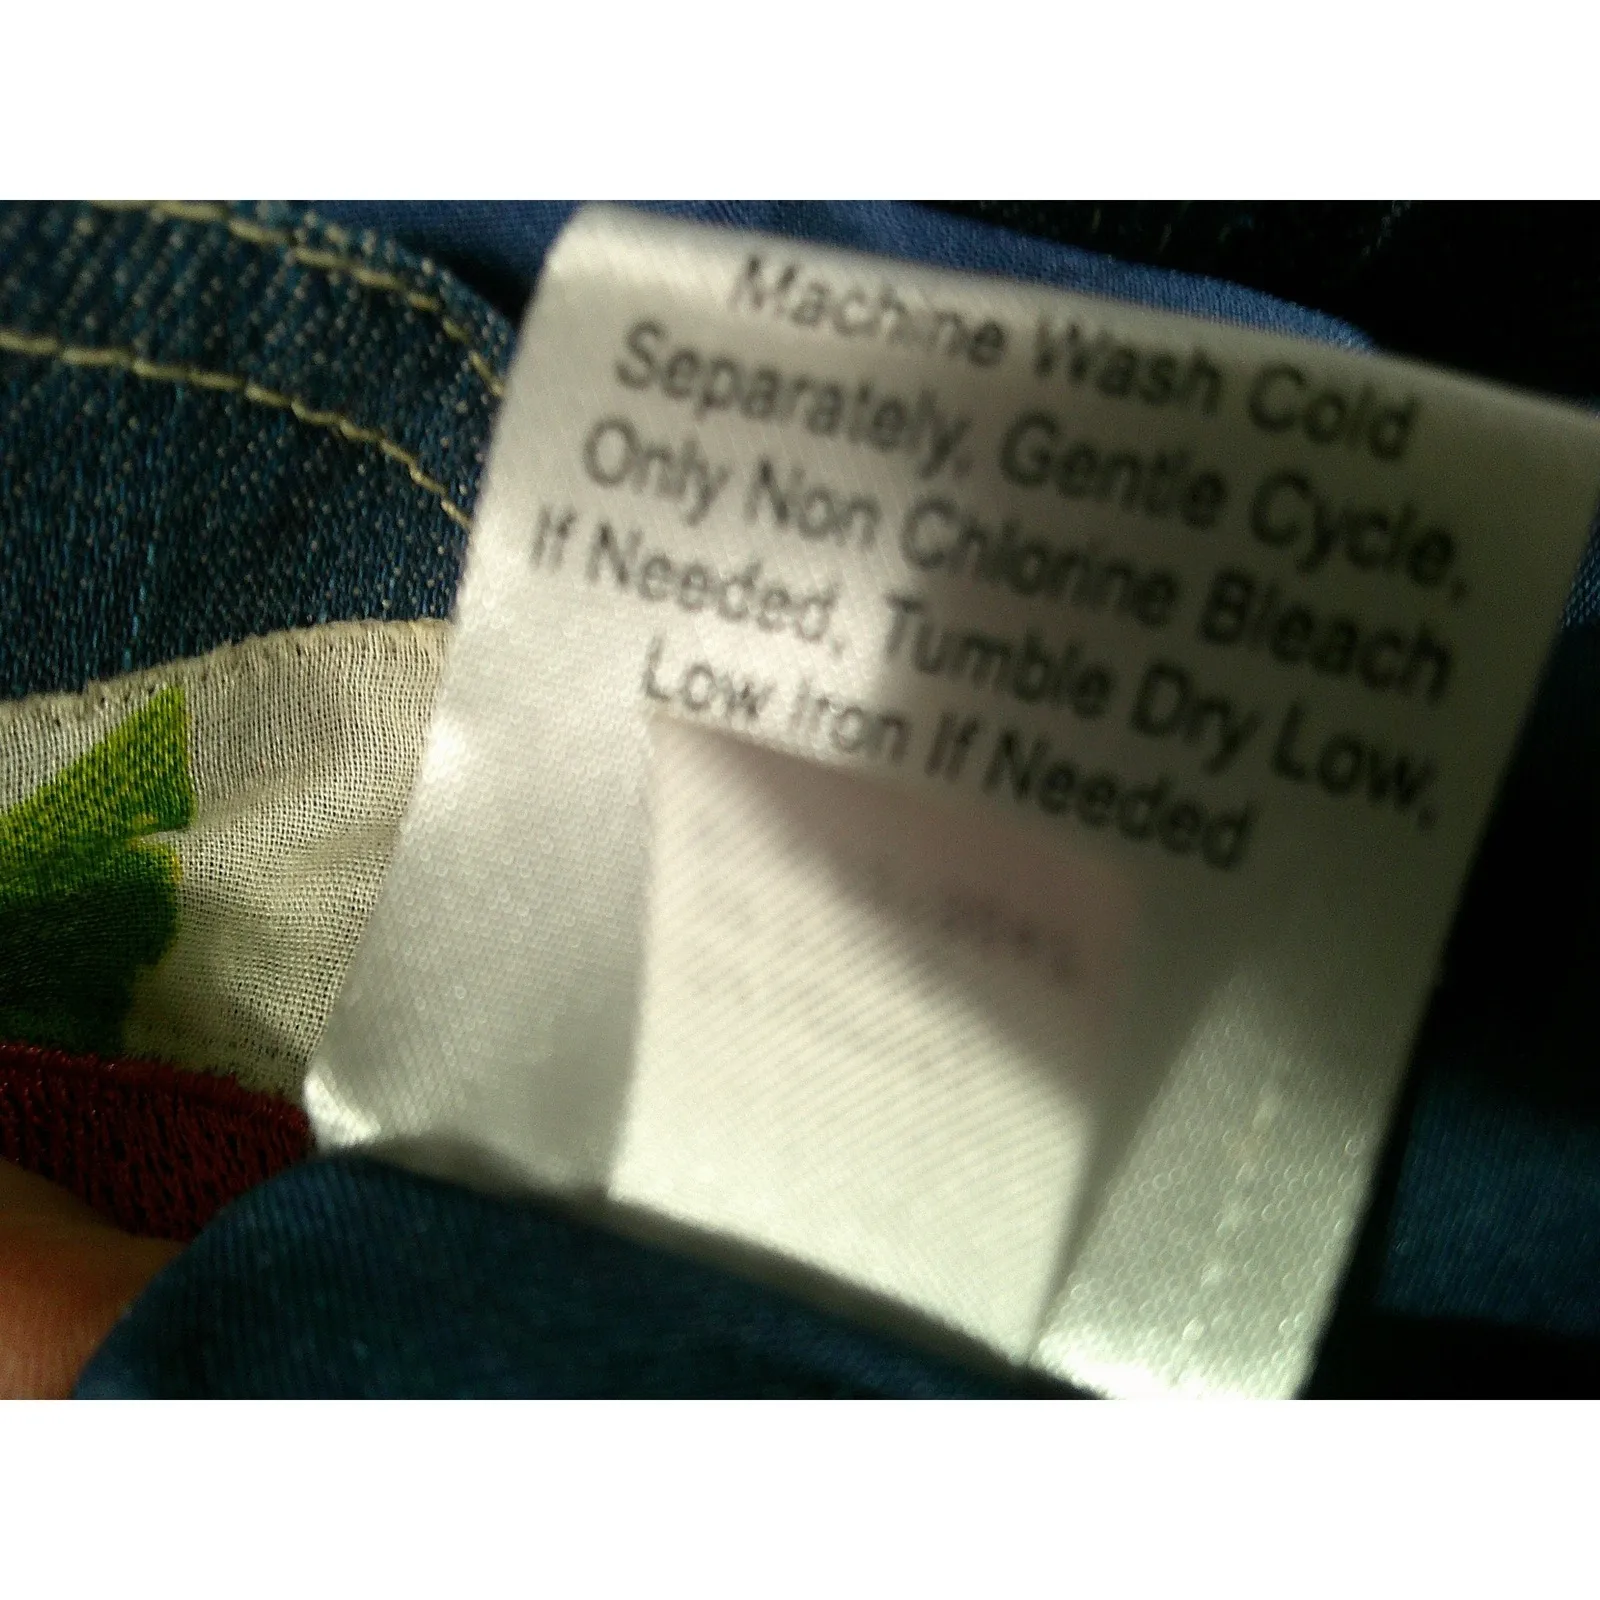 Machine Wash Cold
Separately, Gentle Cycle,
Only Non Chlorine Bleach
If Needed, Tumble Dry Low,
Low Iron If Needed